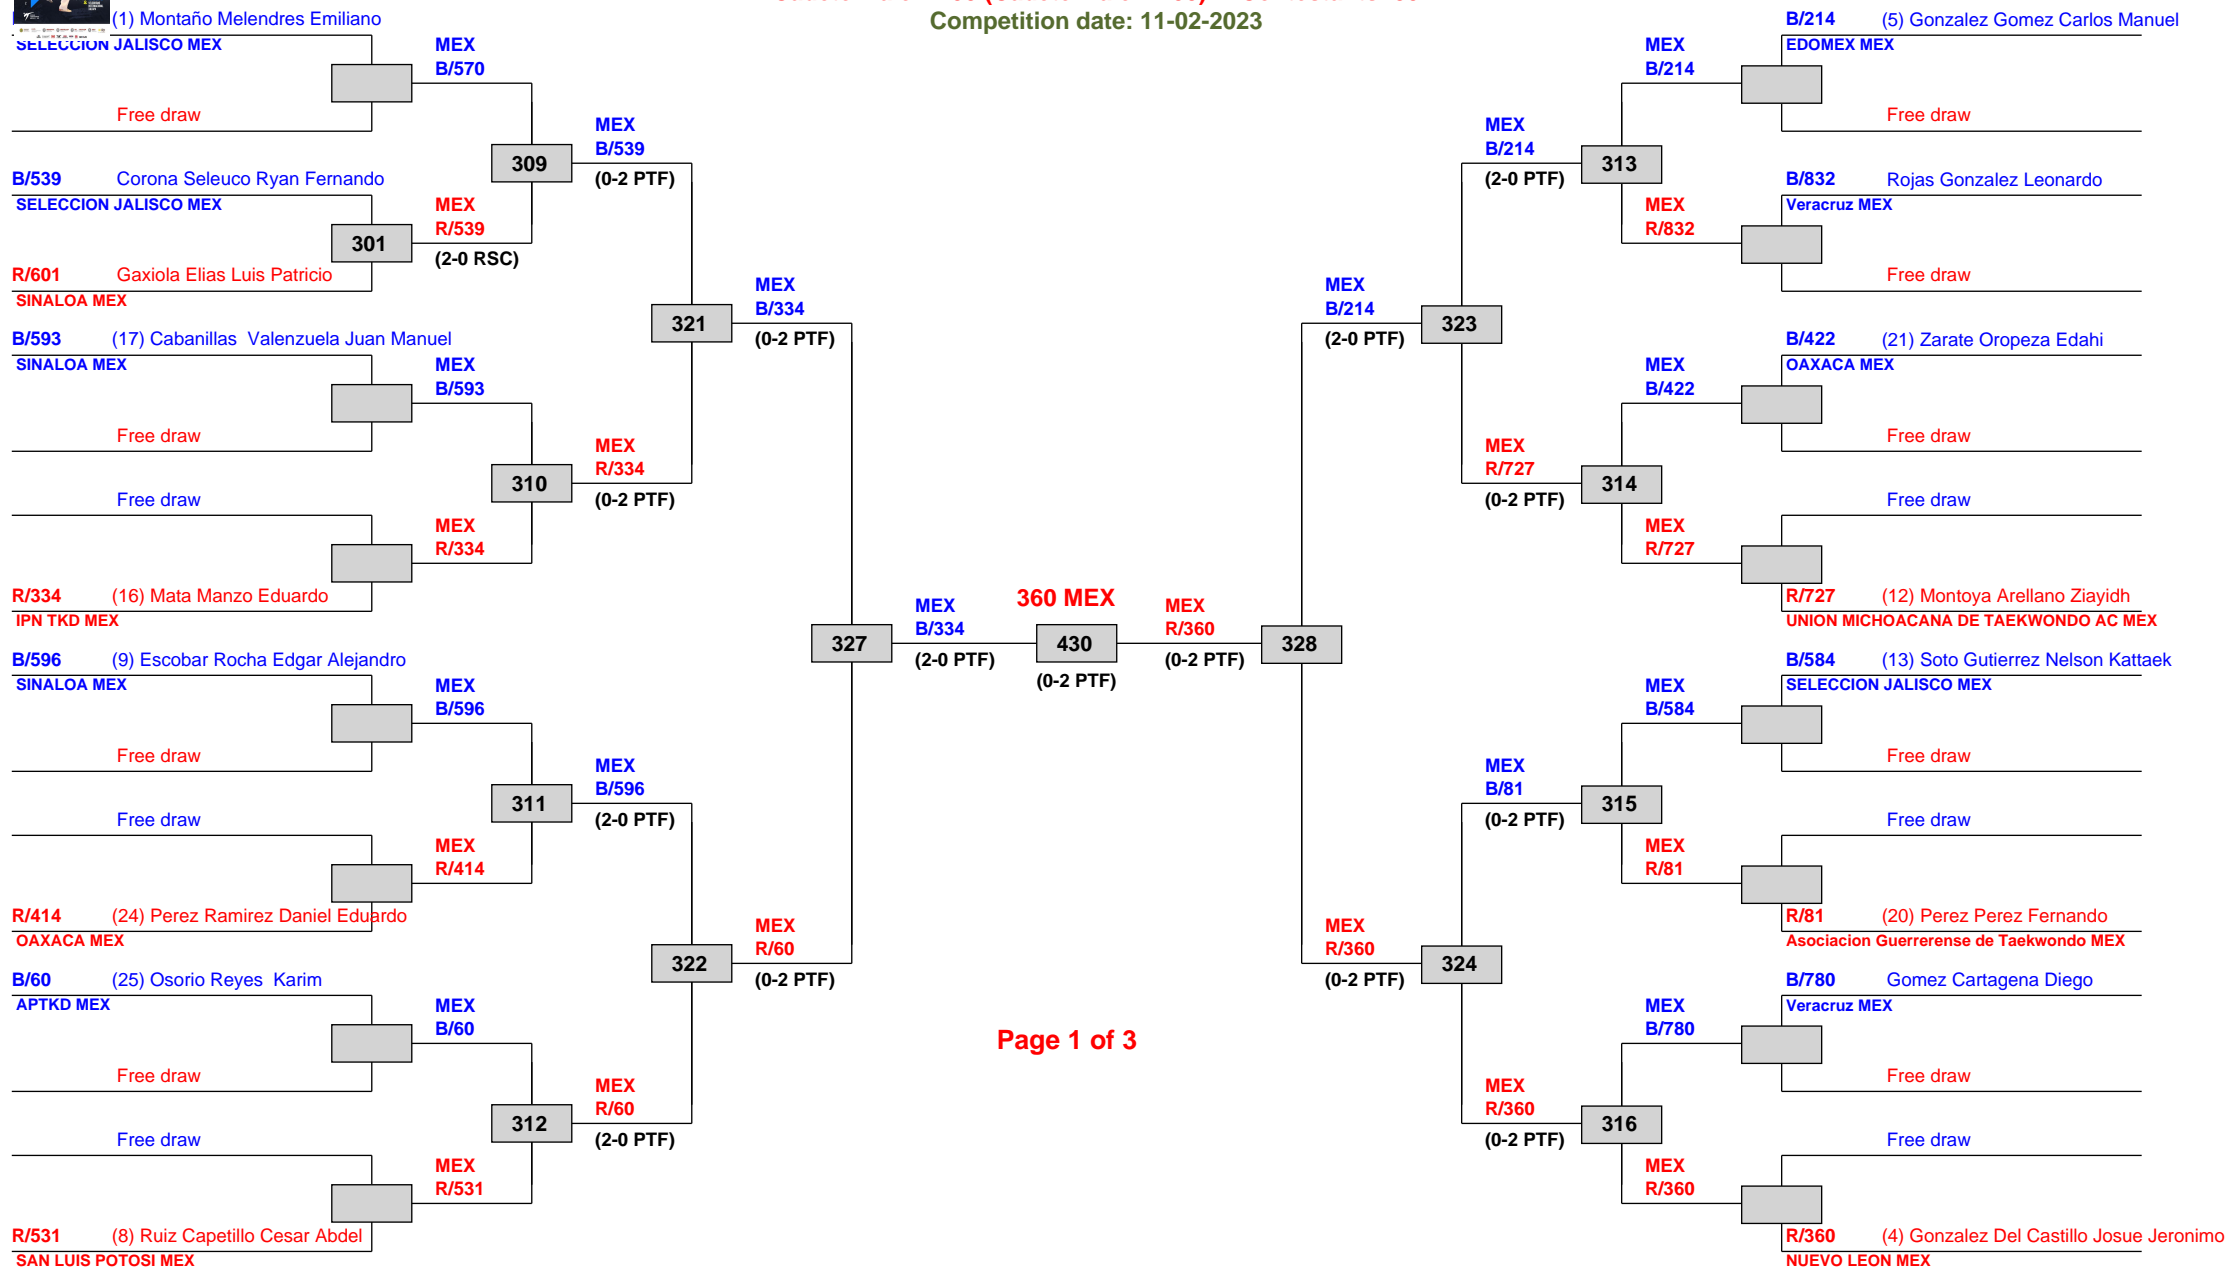 Competition date: 11-02-2023
(1) Montaño Melendres Emiliano
SELECCION JALISCO MEX
Free draw
B/539 Corona Seleuco Ryan Fernando
SELECCION JALISCO MEX
301
R/601 Gaxiola Elias Luis Patricio
SINALOA MEX
B/593 (17) Cabanillas Valenzuela Juan Manuel
SINALOA MEX
Free draw
Free draw
R/334 (16) Mata Manzo Eduardo
IPN TKD MEX
B/596 (9) Escobar Rocha Edgar Alejandro
SINALOA MEX
Free draw
Free draw
R/414 (24) Perez Ramirez Daniel Eduardo
OAXACA MEX
B/60 (25) Osorio Reyes Karim
APTKD MEX
Free draw
Free draw
R/531 (8) Ruiz Capetillo Cesar Abdel
SAN LUIS POTOSI MEX
MEX
B/570
309
MEX
R/539
(2-0 RSC)
MEX
B/593
310
MEX
R/334
MEX
B/596
311
MEX
R/414
MEX
B/60
312
MEX
R/531
MEX
B/539
(0-2 PTF)
321
MEX
R/334
(0-2 PTF)
MEX
B/596
(2-0 PTF)
322
MEX
R/60
(2-0 PTF)
MEX
B/334
(0-2 PTF)
327
MEX
R/60
(0-2 PTF)
MEX
B/334
(2-0 PTF)
360 MEX
430
(0-2 PTF)
Page 1 of 3
MEX
R/360
(0-2 PTF)
MEX
B/214
(2-0 PTF)
328
MEX
R/360
(0-2 PTF)
MEX
B/214
(2-0 PTF)
323
MEX
R/727
(0-2 PTF)
MEX
B/81
(0-2 PTF)
324
MEX
R/360
(0-2 PTF)
MEX
B/214
313
MEX
R/832
MEX
B/422
314
MEX
R/727
MEX
B/584
315
MEX
R/81
MEX
B/780
316
MEX
R/360
B/214 (5) Gonzalez Gomez Carlos Manuel
EDOMEX MEX
Free draw
B/832 Rojas Gonzalez Leonardo
Veracruz MEX
Free draw
B/422 (21) Zarate Oropeza Edahi
OAXACA MEX
Free draw
Free draw
R/727 (12) Montoya Arellano Ziayidh
UNION MICHOACANA DE TAEKWONDO AC MEX
B/584 (13) Soto Gutierrez Nelson Kattaek
SELECCION JALISCO MEX
Free draw
Free draw
R/81 (20) Perez Perez Fernando
Asociacion Guerrerense de Taekwondo MEX
B/780 Gomez Cartagena Diego
Veracruz MEX
Free draw
Free draw
R/360 (4) Gonzalez Del Castillo Josue Jeronimo
NUEVO LEON MEX